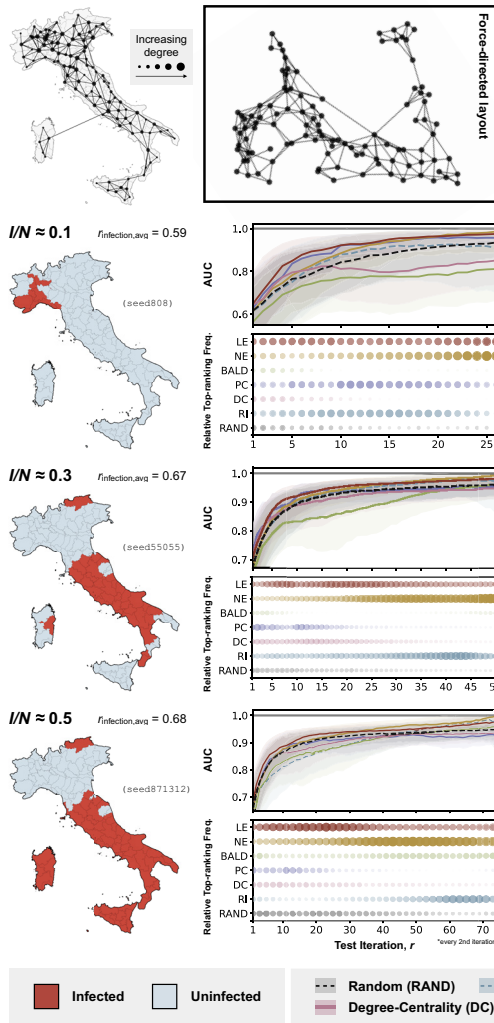 Increasing
degree
Force-directed
layout
I/N ≈ 0.1
r infection,avg = 0.59
(seed808)
AUC
1.0
0.8
0.6
Relative Top-ranking Freq.
LE
NE
BALD
PC
DC
RI
RAND
1 5 10 15 20 25
I/N ≈ 0.3
r infection,avg = 0.67
(seed55055)
AUC
1.0
0.9
0.8
0.7
Relative Top-ranking Freq.
LE
NE
BALD
PC
DC
RI
RAND
1 5 10 15 20 25 30 35 40 45
I/N ≈ 0.5
r infection,avg = 0.68
(seed871312)
AUC
1.0
0.9
0.8
0.7
Relative Top-ranking Freq.
LE
NE
BALD
PC
DC
RI
RAND
1 10 20 30 40 50 60 70
Test Iteration, r
*every 2nd
Infected
Uninfected
Random (RAND)
Degree-Centrality (DC)